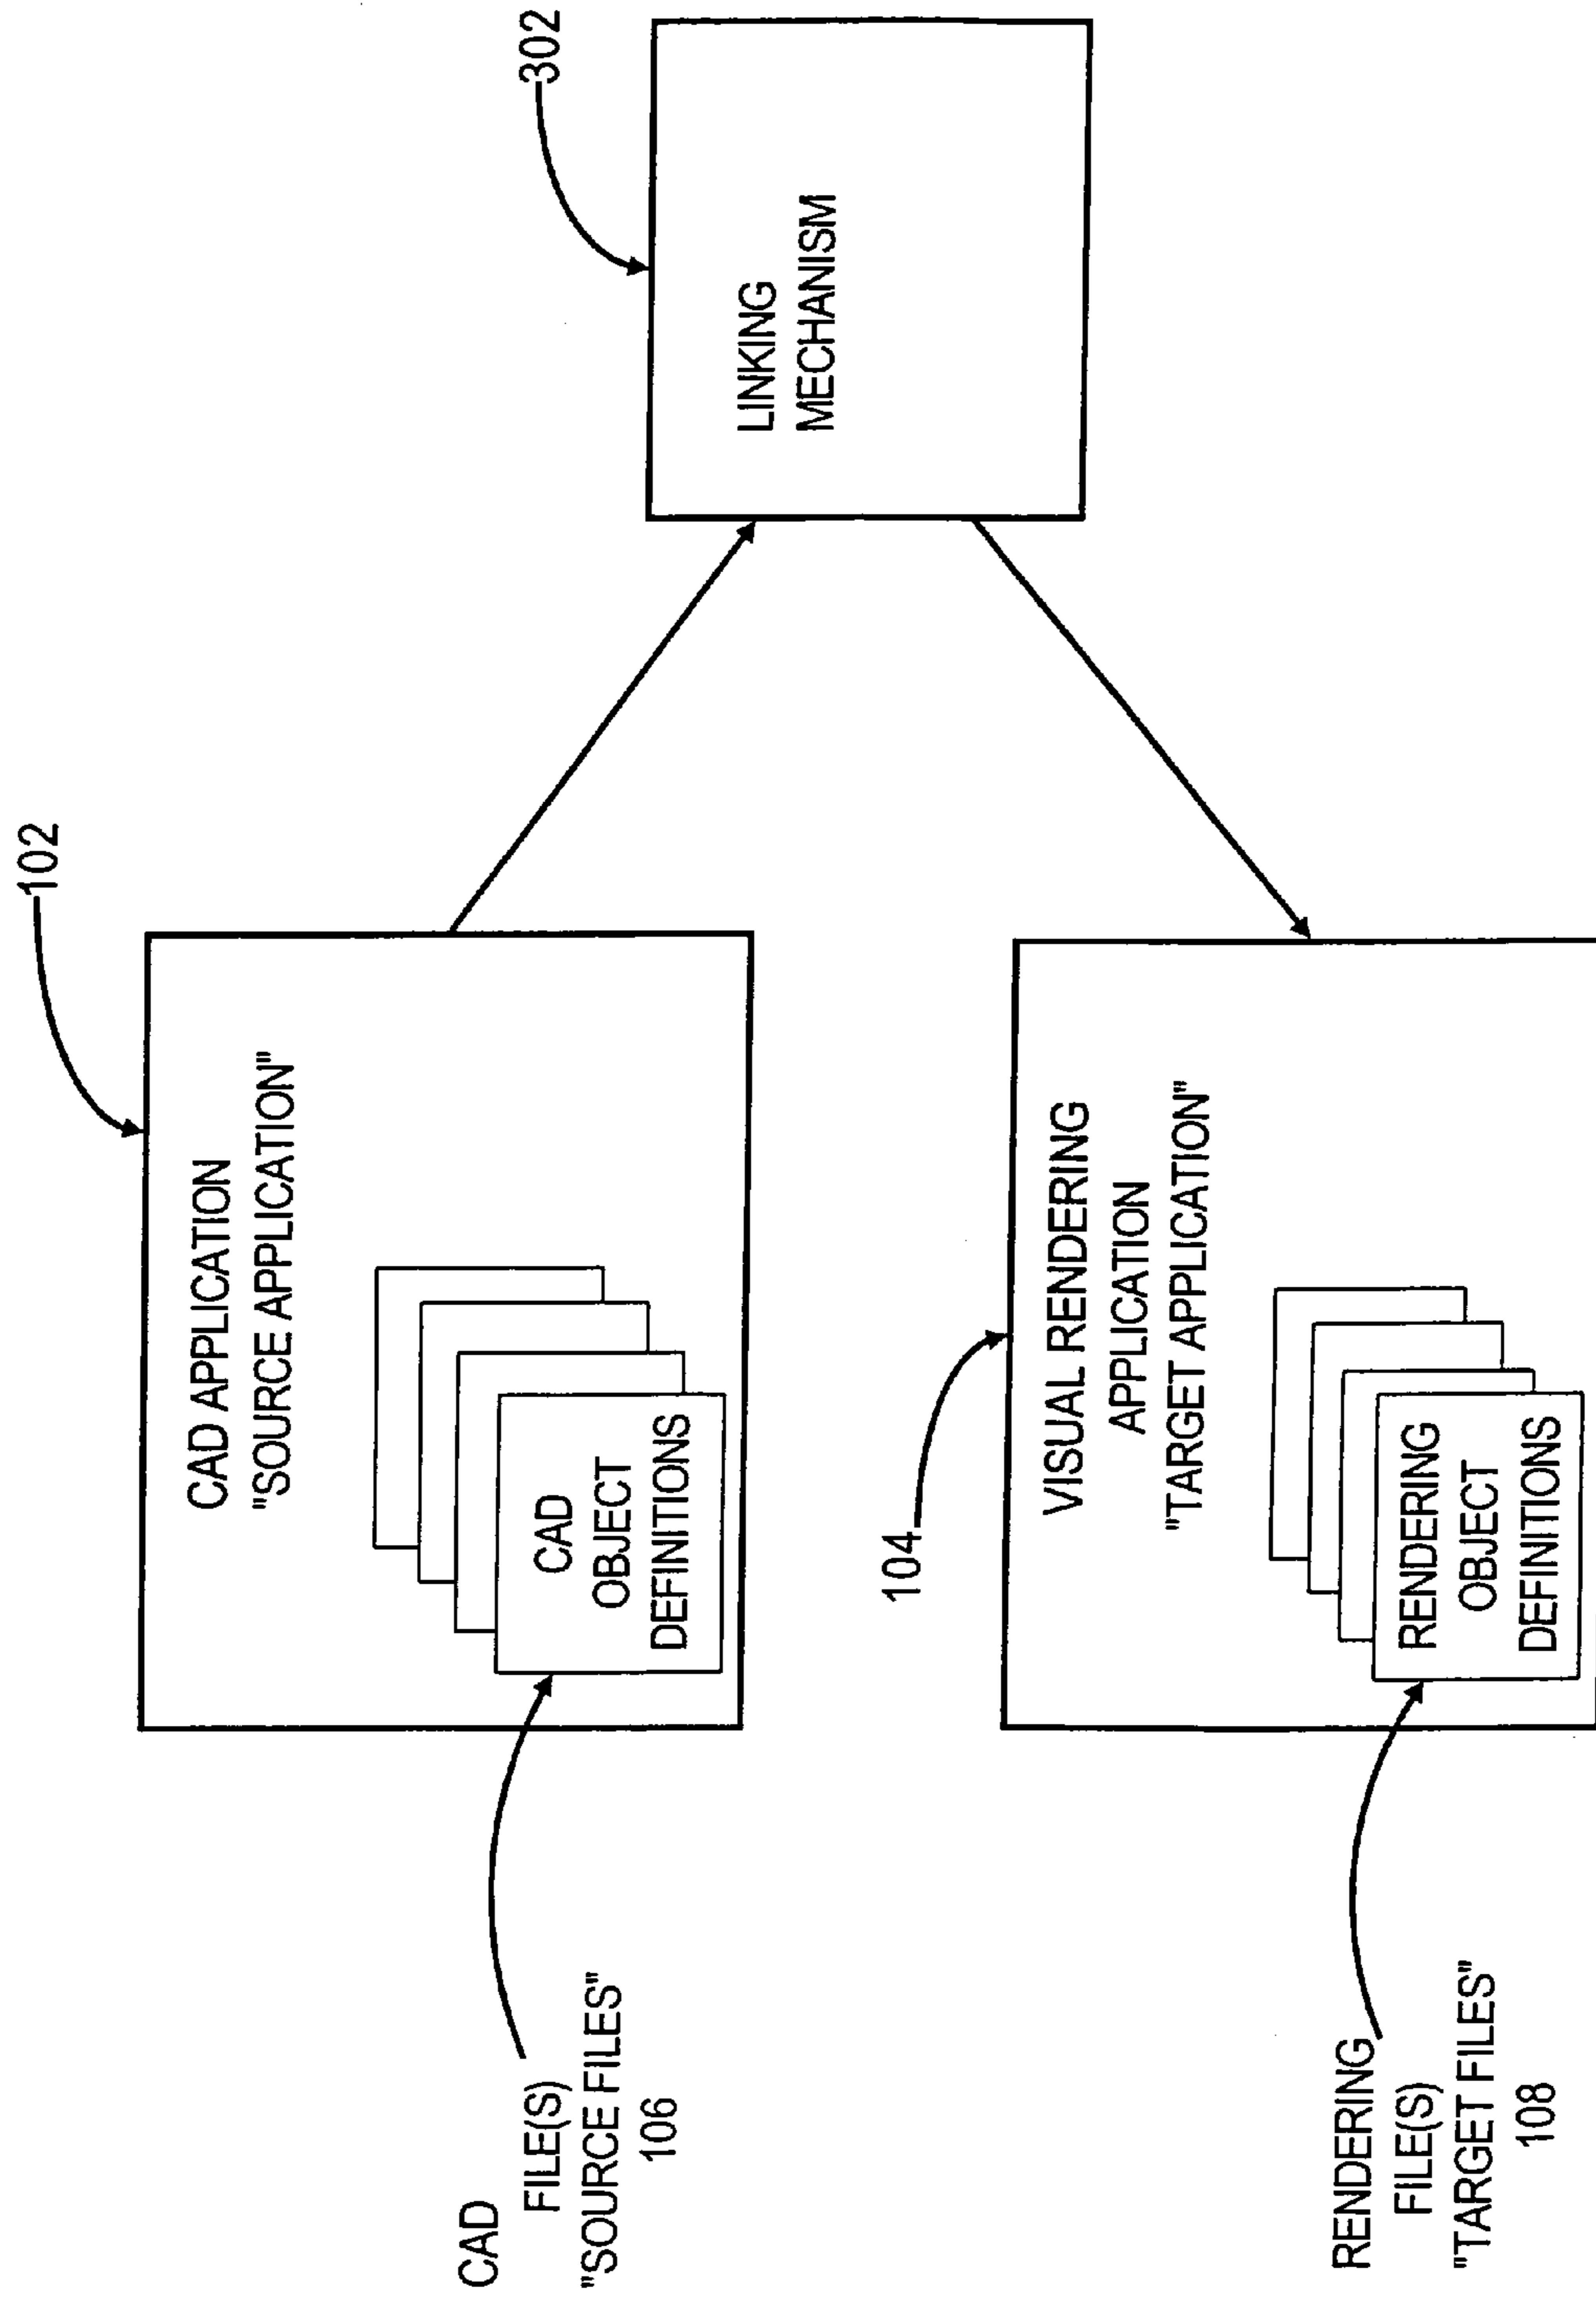 102
CAD APPLICATION
"SOURCE APPLICATION"
CAD
OBJECT
DEFINITIONS
CAD
FILE(S)
"SOURCE FILES"
106
302
LINKING
MECHANISM
104
VISUAL RENDERING
APPLICATION
"TARGET APPLICATION"
RENDERING
OBJECT
DEFINITIONS
RENDERING
FILE(S)
"TARGET FILES"
108